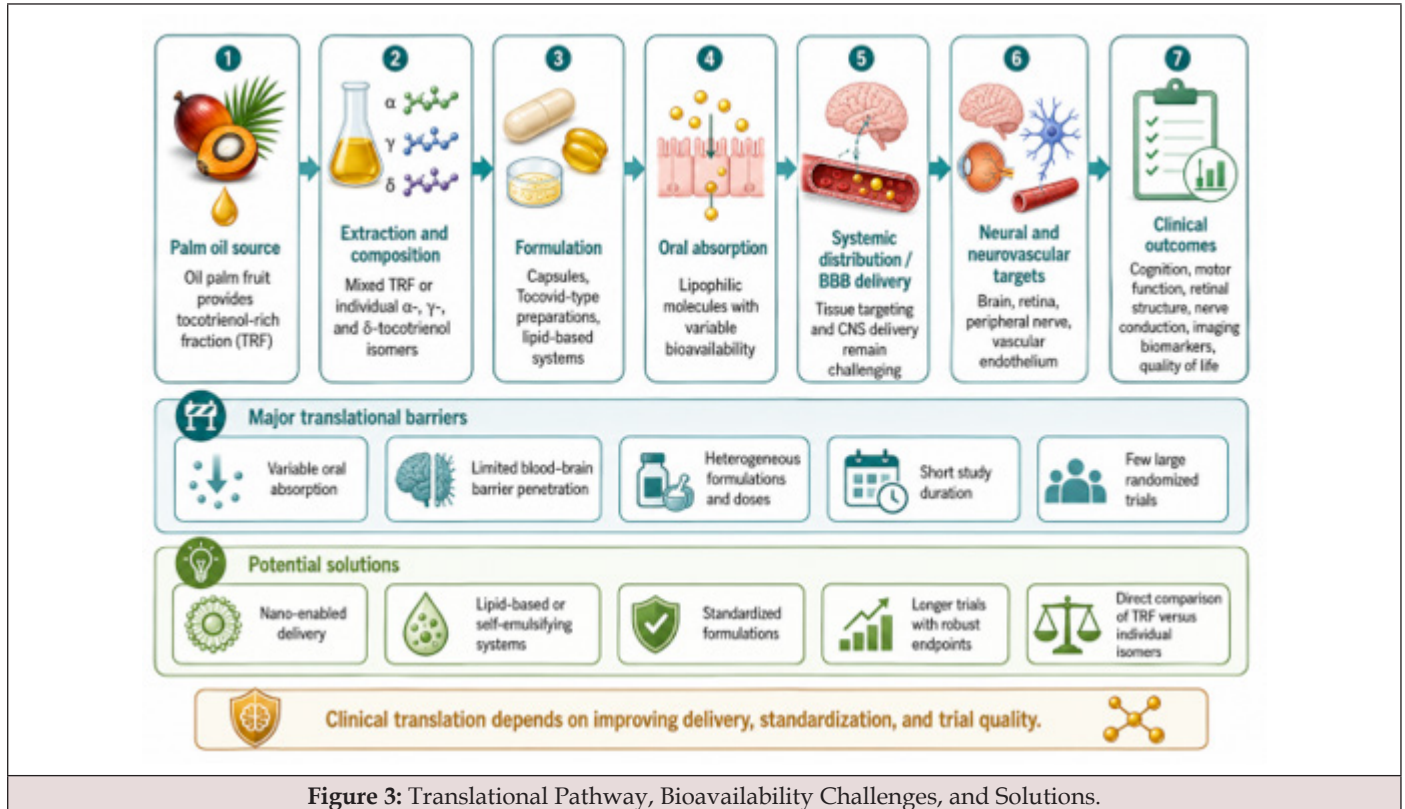 1
Palm oil source
Oil palm fruit
provides
tocotrienol-rich
fraction (TRF)
2
α
γ
δ
Extraction and
composition
Mixed TRF or
individual α-, γ-,
and δ-tocotrienol
isomers
3
Formulation
Capsules,
Tocovid-type
preparations,
lipid-based
systems
4
Oral absorption
Lipophilic
molecules with
variable
bioavailability
5
Systemic
distribution /
BBB delivery
Tissue targeting
and CNS delivery
remain
challenging
6
Neural and
neurovascular
targets
Brain, retina,
peripheral nerve,
vascular
endothelium
7
Clinical
outcomes
Cognition, motor
function, retinal
structure, nerve
conduction, imaging
biomarkers,
quality of life
Major translational barriers
Variable oral
absorption
Limited blood–brain
barrier penetration
Heterogeneous
formulations
and doses
Short study
duration
Few large
randomized
trials
Potential solutions
Nano-enabled
delivery
Lipid-based or
self-emulsifying
systems
Standardized
formulations
Longer trials
with robust
endpoints
Direct comparison
of TRF versus
individual
isomers
Clinical translation depends on improving delivery, standardization, and trial quality.
Figure 3: Translational Pathway, Bioavailability Challenges, and Solutions.